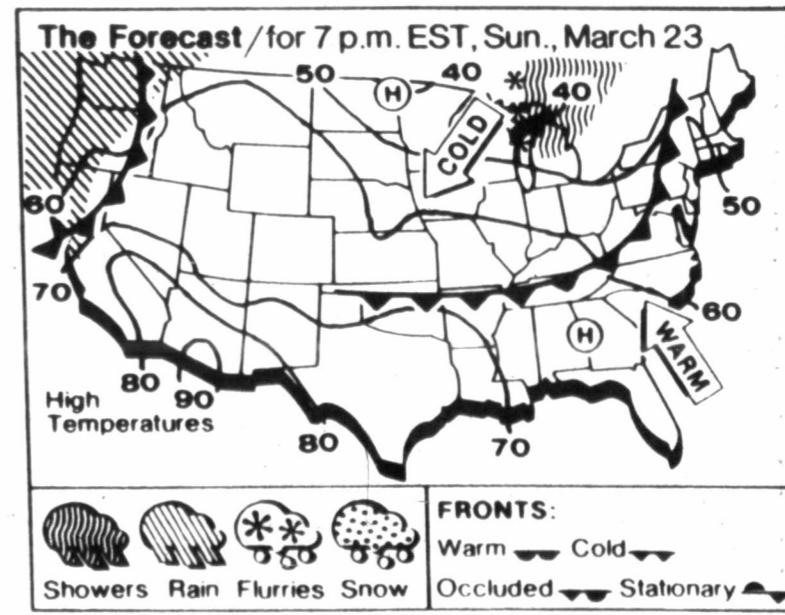 The Forecast / for 7 p.m. EST, Sun., March 23
50
H
40
40
COLD
60
50
70
60
H
WARM
80
90
High
Temperatures
80
70
Showers Rain Flurries Snow
FRONTS:
Warm Cold
Occluded Stationary